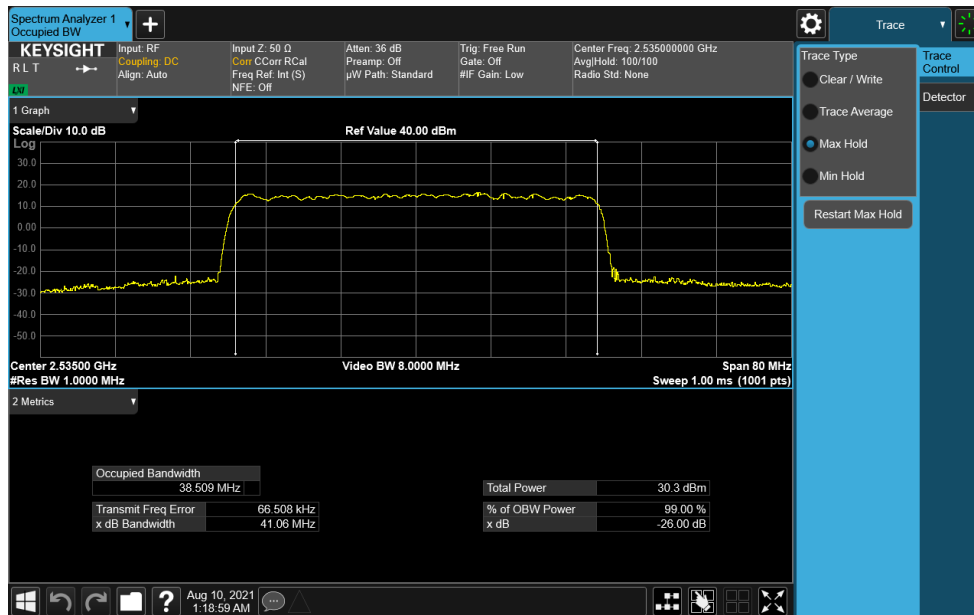 Spectrum Analyzer 1
Occupied BW
Trace
KEYSIGHT
R L T
LXI
Input: RF
Coupling: DC
Align: Auto
Input Z: 50 Ω
Corr CCorr RCal
Freq Ref: Int (S)
NFE: Off
Atten: 36 dB
Preamp: Off
µW Path: Standard
Trig: Free Run
Gate: Off
#IF Gain: Low
Center Freq: 2.535000000 GHz
Avg|Hold: 100/100
Radio Std: None
Trace Type
Clear / Write
Trace Average
Max Hold
Min Hold
Restart Max Hold
Trace
Control
Detector
1 Graph
Scale/Div 10.0 dB
Ref Value 40.00 dBm
Log
30.0
20.0
10.0
0.00
-10.0
-20.0
-30.0
-40.0
-50.0
Center 2.53500 GHz
Video BW 8.0000 MHz
Span 80 MHz
#Res BW 1.0000 MHz
Sweep 1.00 ms (1001 pts)
2 Metrics
Occupied Bandwidth
38.509 MHz
Total Power 30.3 dBm
Transmit Freq Error 66.508 kHz
% of OBW Power 99.00 %
x dB Bandwidth 41.06 MHz
x dB -26.00 dB
Aug 10, 2021
1:18:59 AM